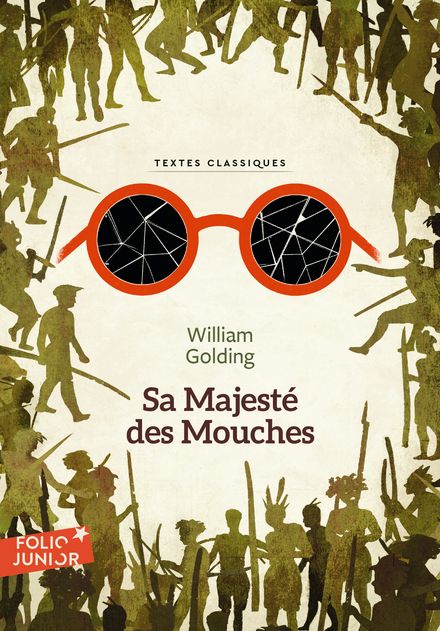 TEXTES CLASSIQUES
William
Golding
Sa Majesté
des Mouches
FOLIO
JUNIOR